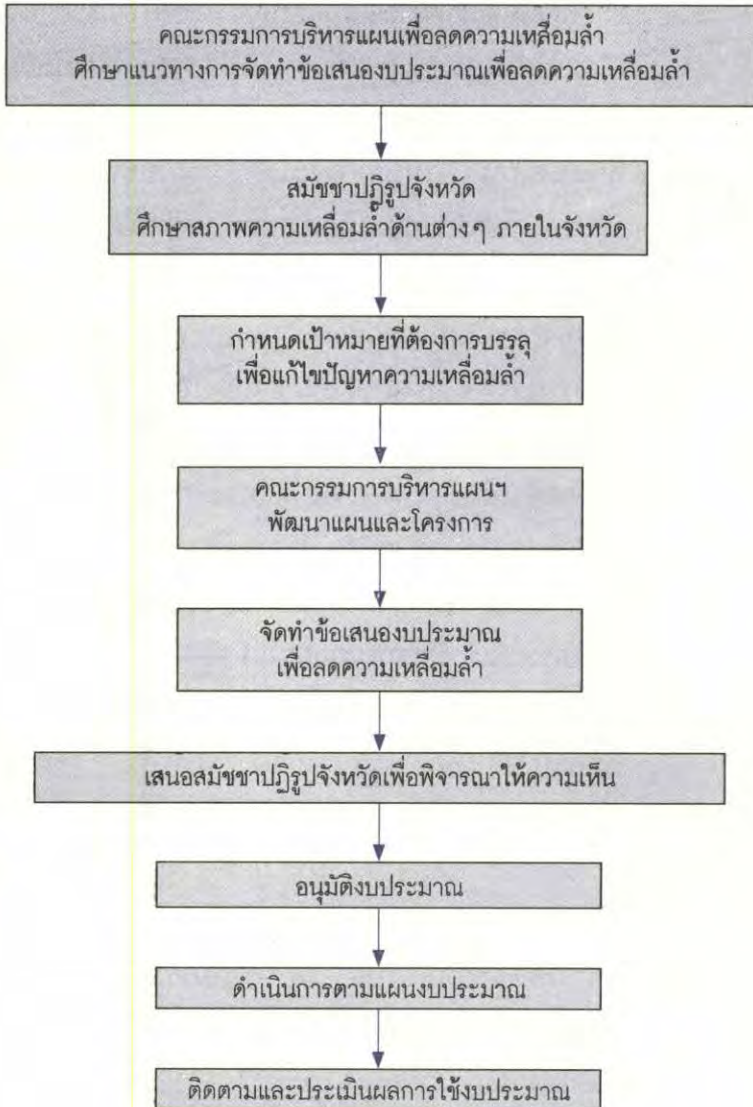 คณะกรรมการบริหารแผนเพื่อลดความเหลื่อมล้ำ
ศึกษาแนวทางการจัดทำข้อเสนองบประมาณเพื่อลดความเหลื่อมล้ำ
สมัชชาปฏิรูปจังหวัด
ศึกษาสภาพความเหลื่อมล้ำด้านต่างๆ ภายในจังหวัด
กำหนดเป้าหมายที่ต้องการบรรลุ
เพื่อแก้ไขปัญหาความเหลื่อมล้ำ
คณะกรรมการบริหารแผนฯ
พัฒนาแผนและโครงการ
จัดทำข้อเสนองบประมาณ
เพื่อลดความเหลื่อมล้ำ
เสนอสมัชชาปฏิรูปจังหวัดเพื่อพิจารณาให้ความเห็น
อนุมัติงบประมาณ
ดำเนินการตามแผนงบประมาณ
ติดตามและประเมินผลการใช้งบประมาณ